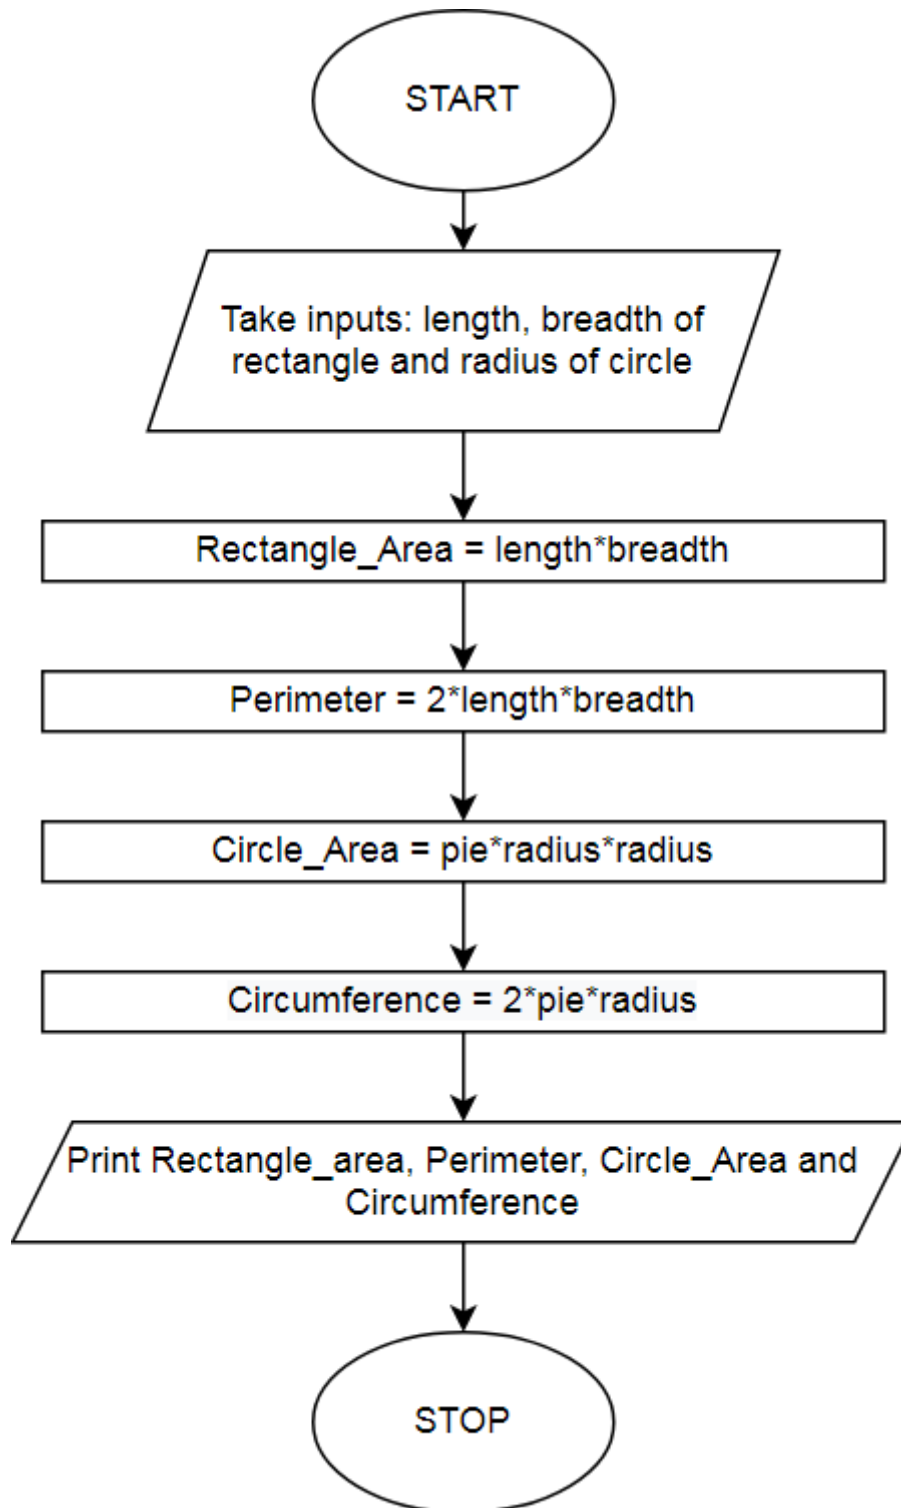 START
Take inputs: length, breadth of
rectangle and radius of circle
Rectangle_Area = length*breadth
Perimeter = 2*length*breadth
Circle_Area = pie*radius*radius
Circumference = 2*pie*radius
Print Rectangle_area, Perimeter, Circle_Area and
Circumference
STOP